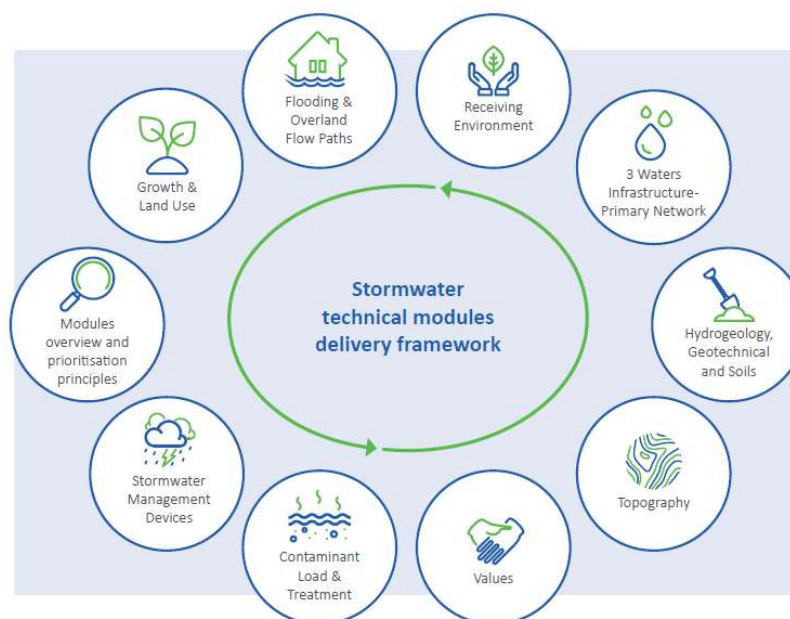 Flooding &
Overland
Flow Paths
Receiving
Environment
Growth &
Land Use
3 Waters
Infrastructure-
Primary Network
Stormwater
technical modules
delivery framework
Modules
overview and
prioritisation
principles
Hydrogeology,
Geotechnical
and Soils
Stormwater
Management
Devices
Topography
Contaminant
Load &
Treatment
Values